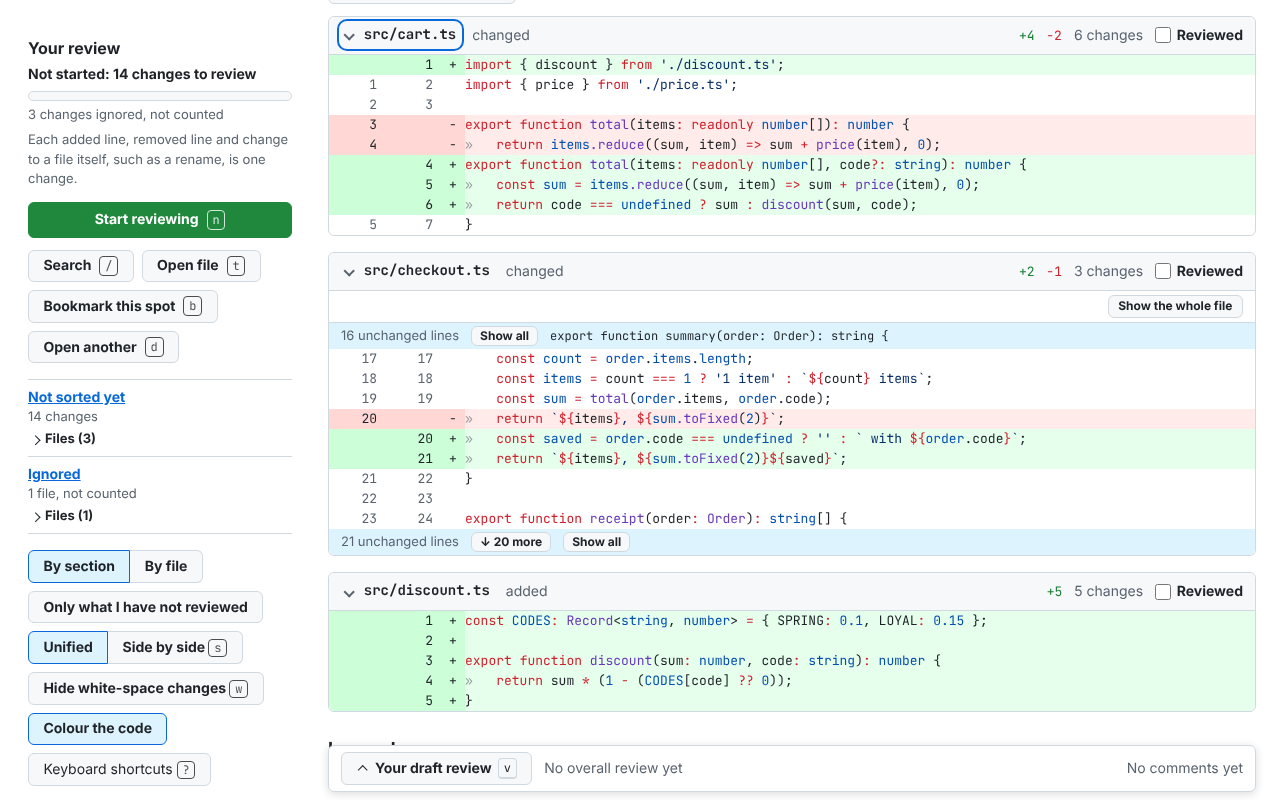 Your review
Not started: 14 changes to review
3 changes ignored, not counted
Each added line, removed line and change
to a file itself, such as a rename, is one
change.
Start reviewing n
Search / Open file t
Bookmark this spot b
Open another d
Not sorted yet
14 changes
Files (3)
Ignored
1 file, not counted
Files (1)
By section By file
Only what I have not reviewed
Unified Side by side s
Hide white-space changes w
Colour the code
Keyboard shortcuts ?
src/cart.ts changed +4 -2 6 changes Reviewed
1 + import { discount } from './discount.ts';
1 2 import { price } from './price.ts';
2 3
3 - export function total(items: readonly number[]): number {
4 - » return items.reduce((sum, item) => sum + price(item), 0);
4 + export function total(items: readonly number[], code?: string): number {
5 + » const sum = items.reduce((sum, item) => sum + price(item), 0);
6 + » return code === undefined ? sum : discount(sum, code);
5 7 }
src/checkout.ts changed +2 -1 3 changes Reviewed
Show the whole file
16 unchanged lines Show all export function summary(order: Order): string {
17 17 const count = order.items.length;
18 18 const items = count === 1 ? '1 item' : `${count} items`;
19 19 const sum = total(order.items, order.code);
20 - » return `${items}, ${sum.toFixed(2)}`;
20 + » const saved = order.code === undefined ? '' : ` with ${order.code}`;
21 + » return `${items}, ${sum.toFixed(2)}${saved}`;
21 22 }
22 23
23 24 export function receipt(order: Order): string[] {
21 unchanged lines ↓ 20 more Show all
src/discount.ts added +5 5 changes Reviewed
1 + const CODES: Record<string, number> = { SPRING: 0.1, LOYAL: 0.15 };
2 +
3 + export function discount(sum: number, code: string): number {
4 + » return sum * (1 - (CODES[code] ?? 0));
5 + }
Your draft review v No overall review yet No comments yet